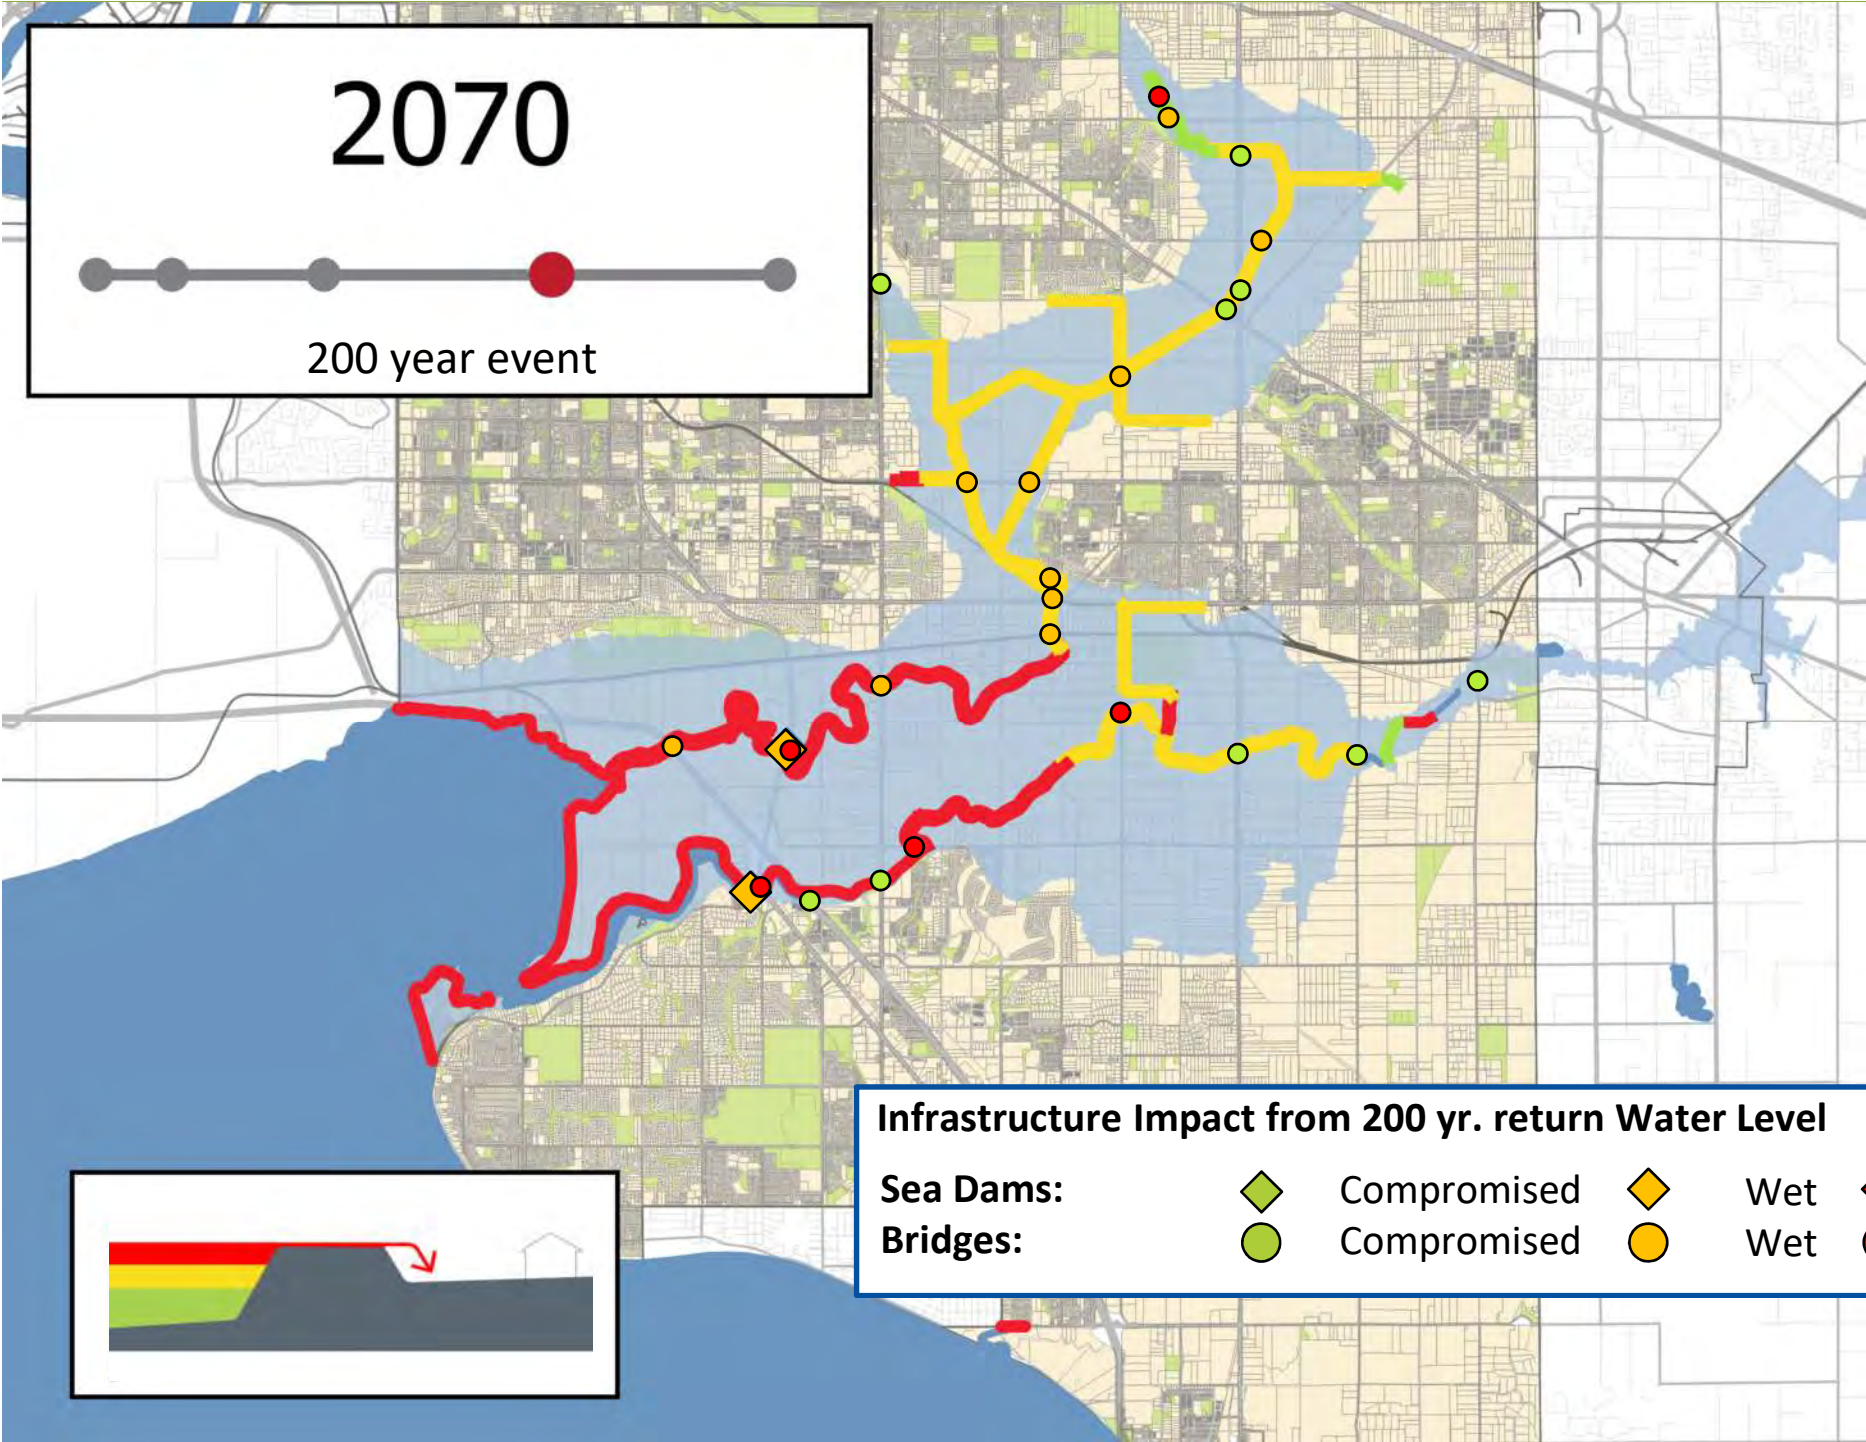 2070
200 year event
Infrastructure Impact from 200 yr. return Water Level
Sea Dams: Compromised Wet
Bridges: Compromised Wet